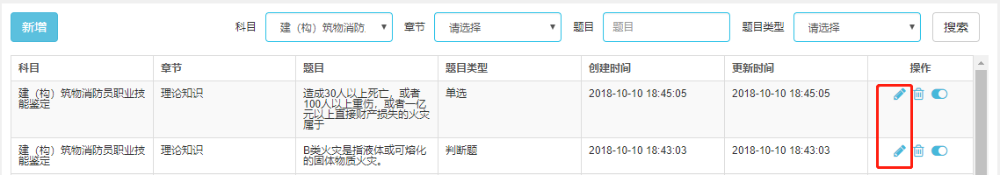 新增 科目 建（构）筑物消防 章节 请选择 题目 题目 题目类型 请选择 搜索
科目 章节 题目 题目类型 创建时间 更新时间 操作
建（构）筑物消防员职业技
能鉴定
理论知识
造成30人以上死亡，或者
100人以上重伤，或者一亿
元以上直接财产损失的火灾
属于
单选
2018-10-10 18:45:05
2018-10-10 18:45:05
建（构）筑物消防员职业技
能鉴定
理论知识
B类火灾是指液体或可熔化
的固体物质火灾。
判断题
2018-10-10 18:43:03
2018-10-10 18:43:03